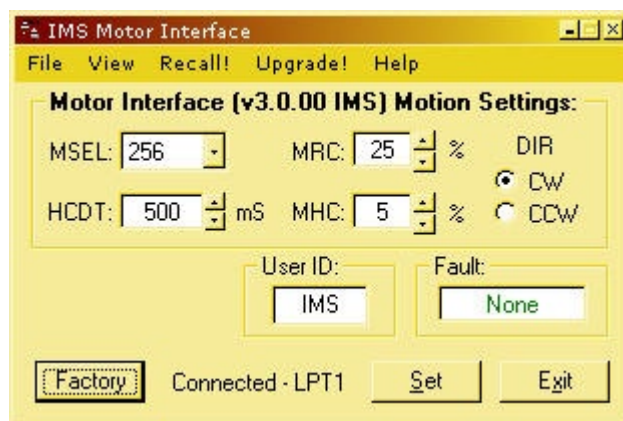 IMS Motor Interface
File View Recall! Upgrade! Help
Motor Interface (v3.0.00 IMS) Motion Settings:
MSEL: 256 MRC: 25 % DIR
CW
HCDT: 500 mS MHC: 5 % CCW
User ID: Fault:
IMS None
Factory Connected - LPT1 Set Exit